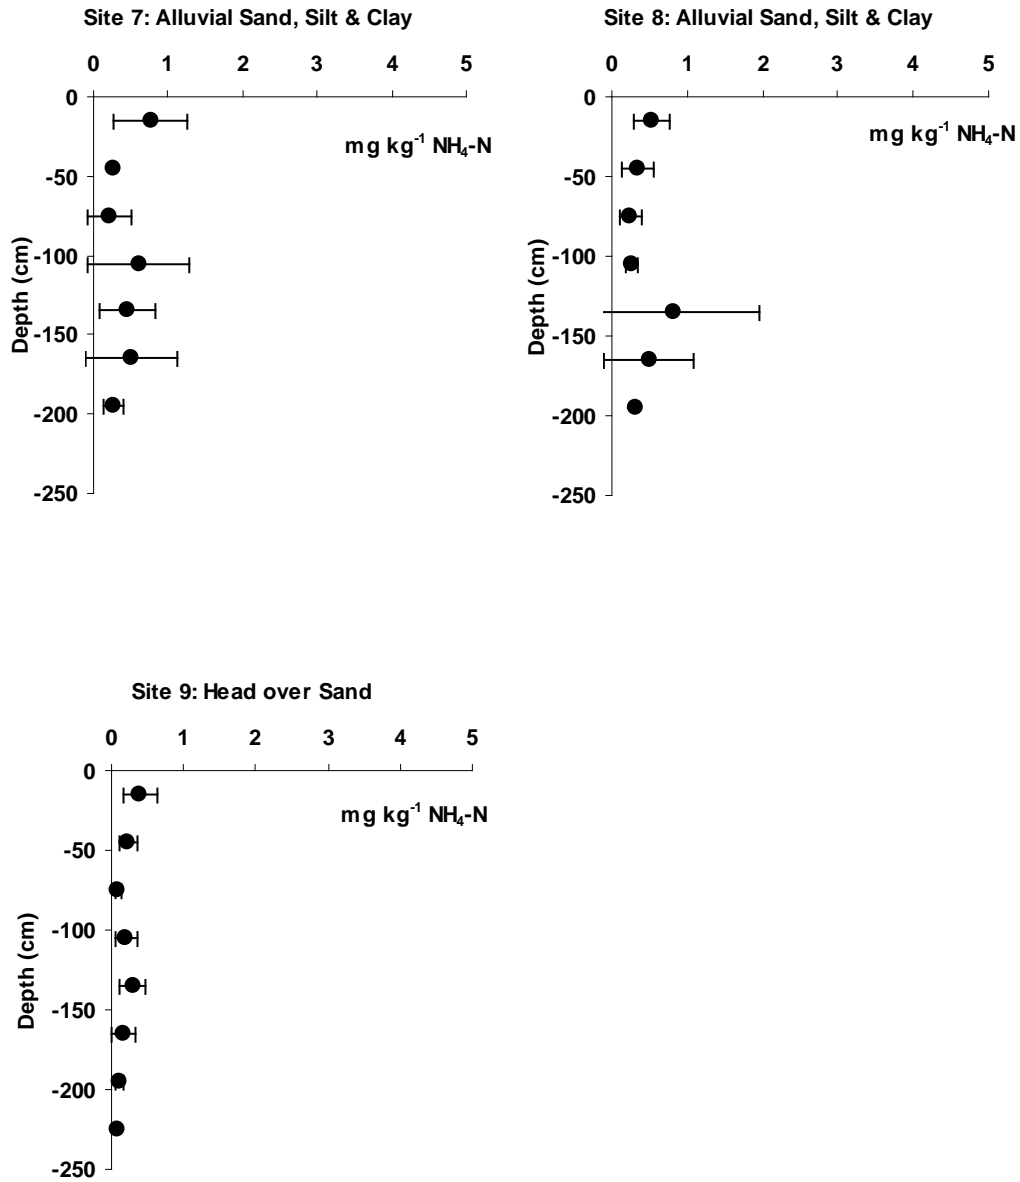 Site 7: Alluvial Sand, Silt & Clay
0 1 2 3 4 5
0
mg kg⁻¹ NH₄-N
-50
-100
-150
-200
-250
Depth (cm)
Site 8: Alluvial Sand, Silt & Clay
0 1 2 3 4 5
0
mg kg⁻¹ NH₄-N
-50
-100
-150
-200
-250
Depth (cm)
Site 9: Head over Sand
0 1 2 3 4 5
0
mg kg⁻¹ NH₄-N
-50
-100
-150
-200
-250
Depth (cm)